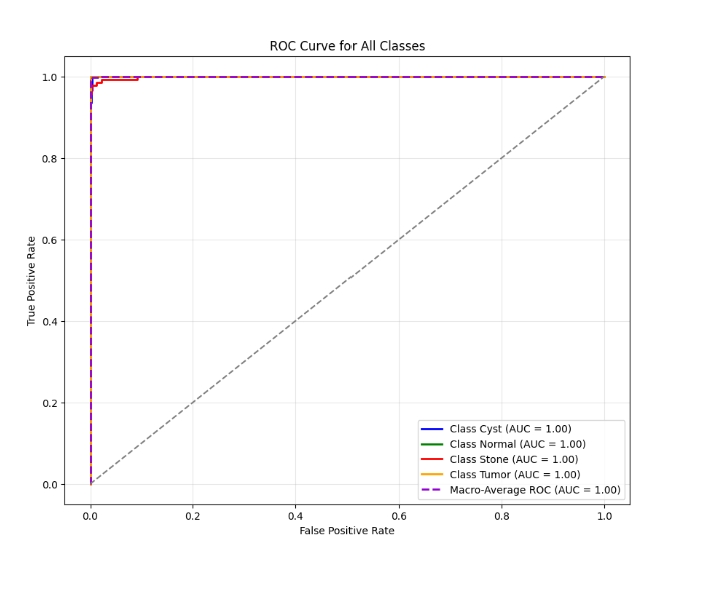 ROC Curve for All Classes
True Positive Rate
1.0
0.8
0.6
0.4
0.2
0.0
0.0 0.2 0.4 0.6 0.8 1.0
False Positive Rate
Class Cyst (AUC = 1.00)
Class Normal (AUC = 1.00)
Class Stone (AUC = 1.00)
Class Tumor (AUC = 1.00)
Macro-Average ROC (AUC = 1.00)